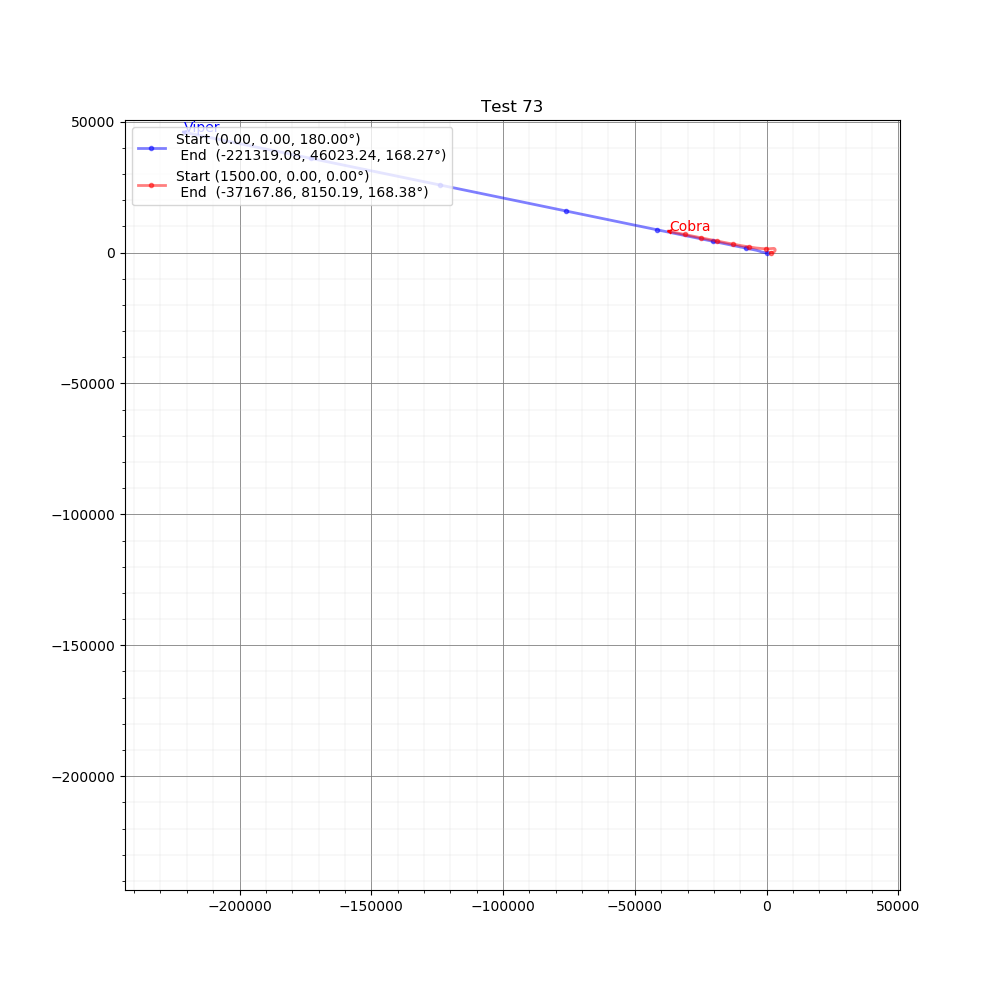 Test 73
50000
Viper
Start (0.00, 0.00, 180.00°)
End (-221319.08, 46023.24, 168.27°)
Start (1500.00, 0.00, 0.00°)
End (-37167.86, 8150.19, 168.38°)
Cobra
0
−50000
−100000
−150000
−200000
−200000 −150000 −100000 −50000 0 50000